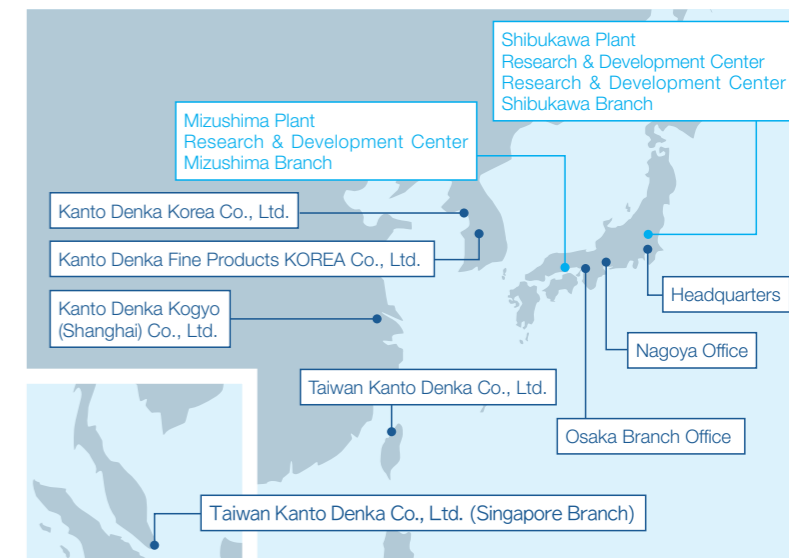 Shibukawa Plant
Research & Development Center
Research & Development Center
Shibukawa Branch
Mizushima Plant
Research & Development Center
Mizushima Branch
Kanto Denka Korea Co., Ltd.
Kanto Denka Fine Products KOREA Co., Ltd.
Kanto Denka Kogyo
(Shanghai) Co., Ltd.
Headquarters
Nagoya Office
Taiwan Kanto Denka Co., Ltd.
Osaka Branch Office
Taiwan Kanto Denka Co., Ltd. (Singapore Branch)